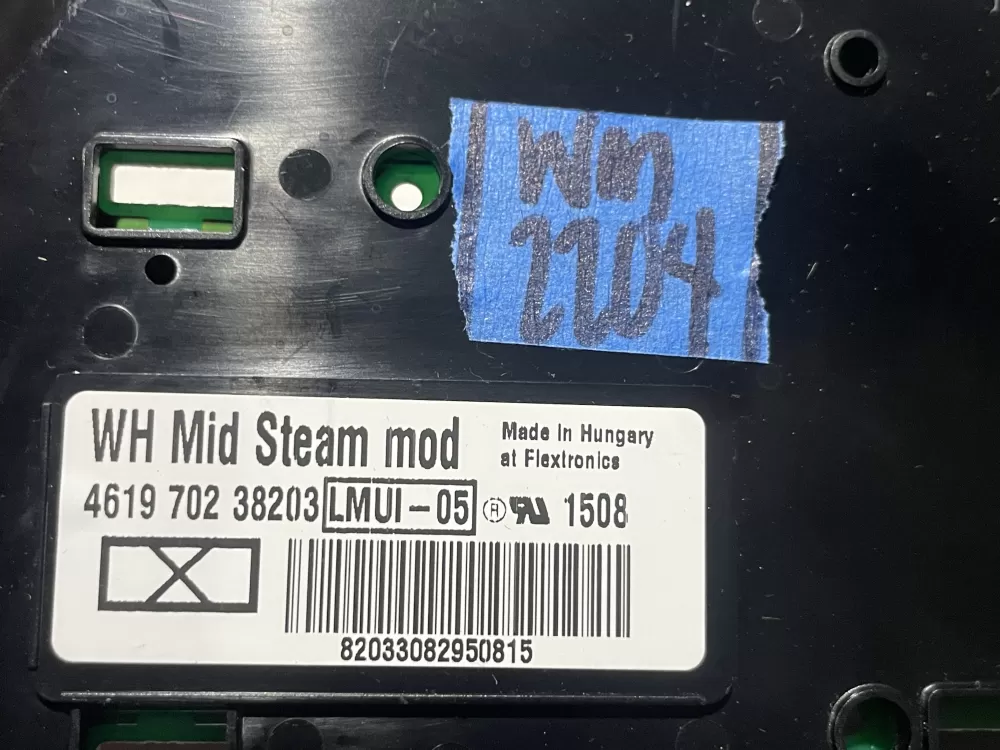 Wm
2204
WH Mid Steam mod
Made In Hungary
at Flextronics
4619 702 38203 LMUI-05 1508
82033082950815